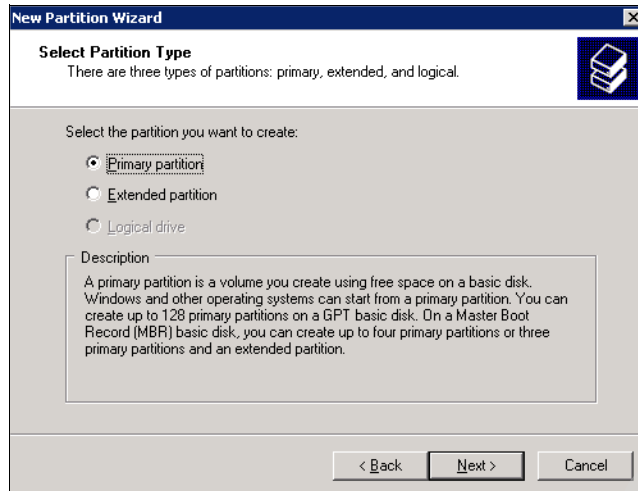 New Partition Wizard
Select Partition Type
There are three types of partitions: primary, extended, and logical.
Select the partition you want to create:
Primary partition
Extended partition
Logical drive
Description
A primary partition is a volume you create using free space on a basic disk.
Windows and other operating systems can start from a primary partition. You can
create up to 128 primary partitions on a GPT basic disk. On a Master Boot
Record (MBR) basic disk, you can create up to four primary partitions or three
primary partitions and an extended partition.
< Back Next > Cancel